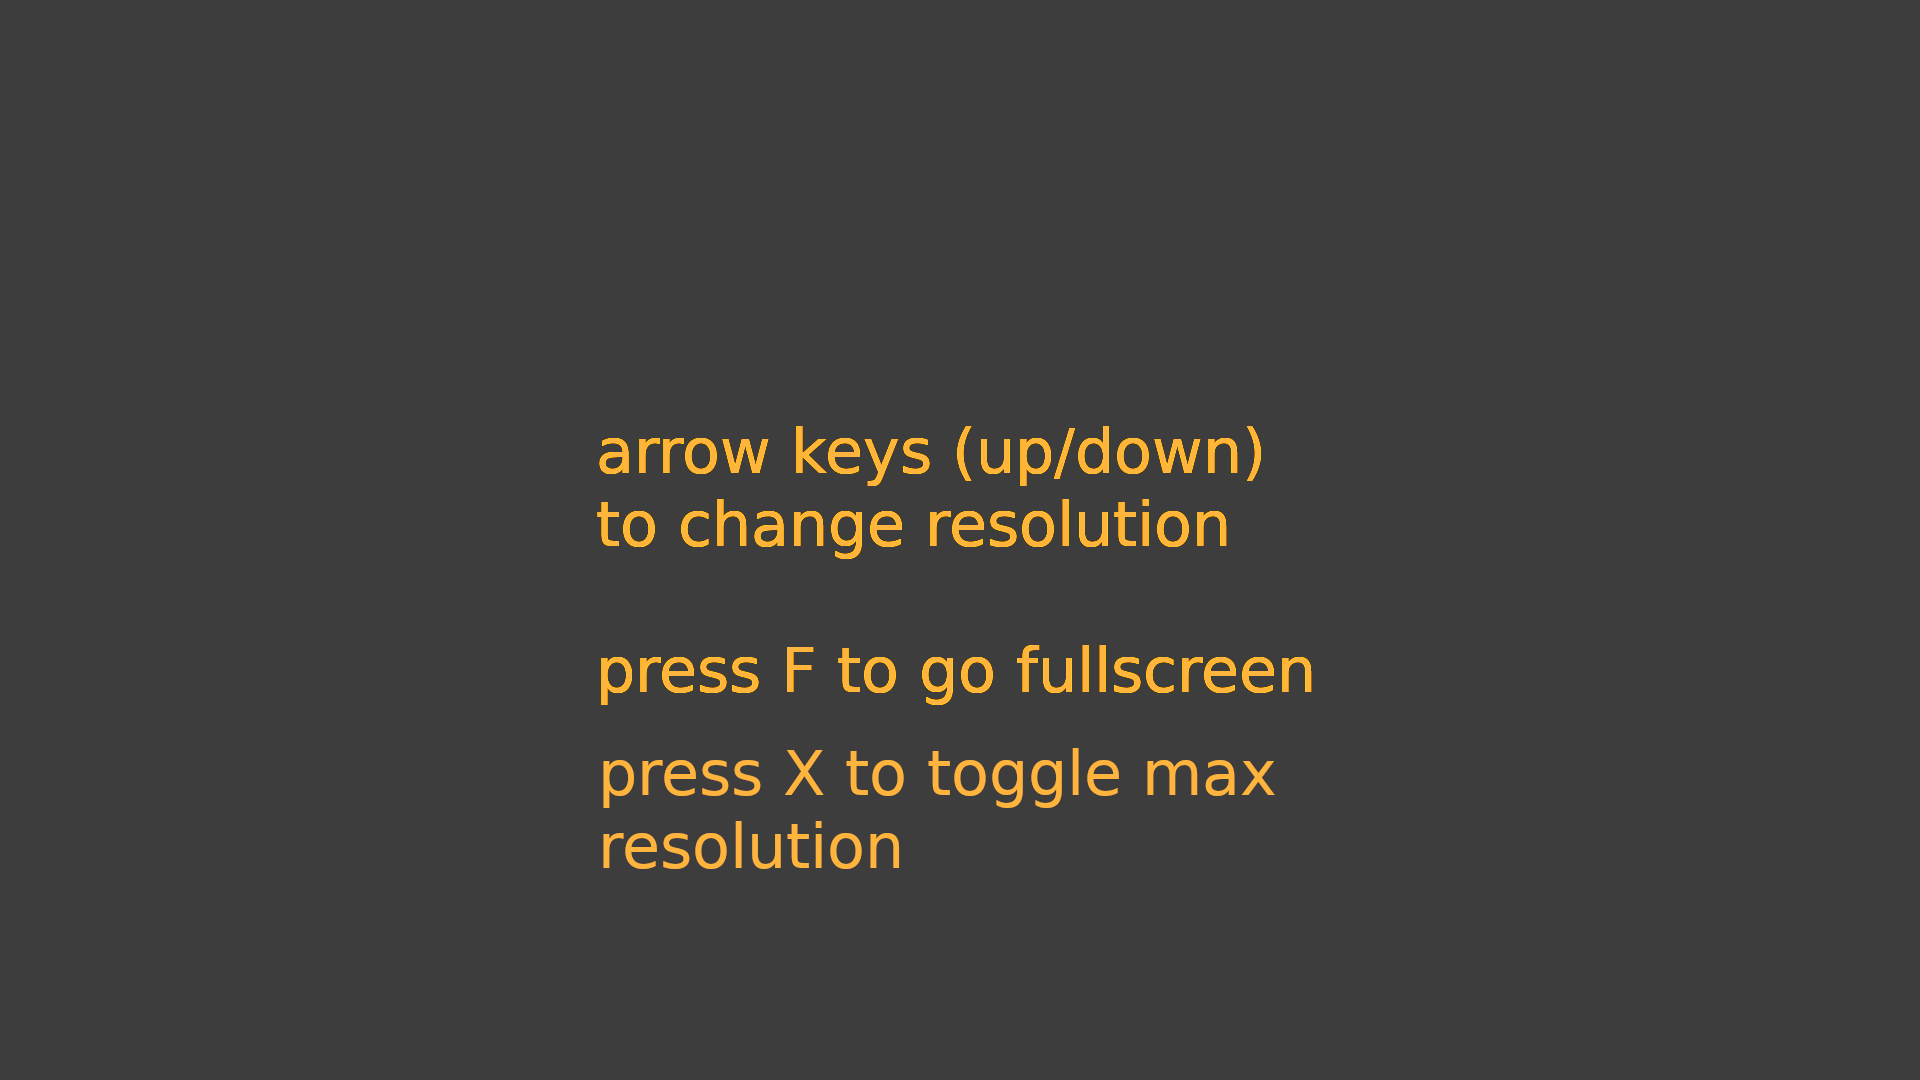 arrow keys (up/down)
to change resolution
press F to go fullscreen
press X to toggle max
resolution